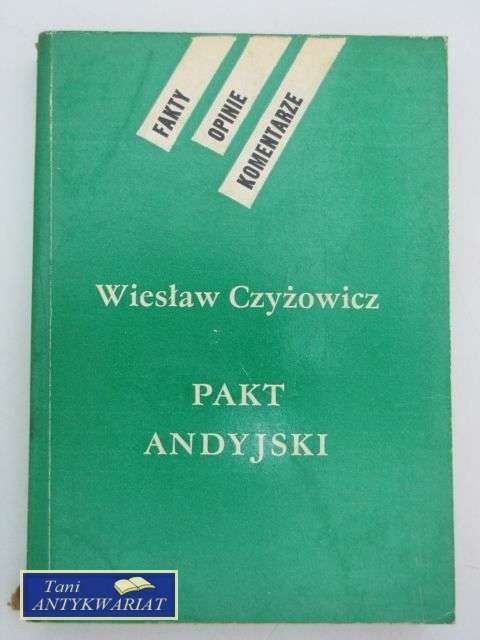 FAKTY
OPINIE
KOMENTARZE
Wiesław Czyżowicz
PAKT
ANDYJSKI
Tani
ANTYKWARIAT